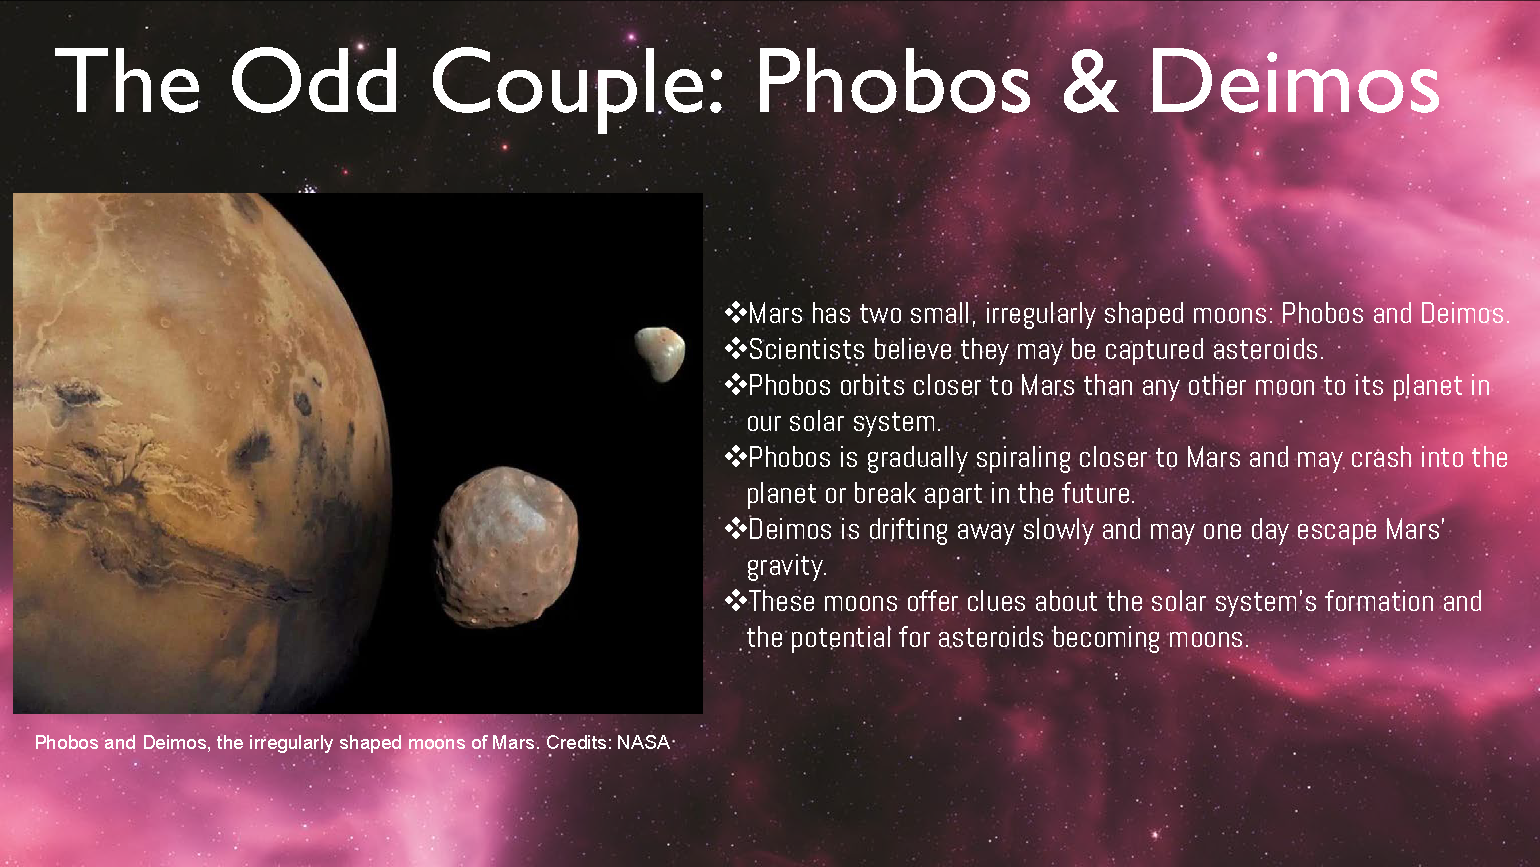 The Odd Couple: Phobos & Deimos
❖Mars has two small, irregularly shaped moons: Phobos and Deimos.
❖Scientists believe they may be captured asteroids.
❖Phobos orbits closer to Mars than any other moon to its planet in
our solar system.
❖Phobos is gradually spiraling closer to Mars and may crash into the
planet or break apart in the future.
❖Deimos is drifting away slowly and may one day escape Mars'
gravity.
❖These moons offer clues about the solar system's formation and
the potential for asteroids becoming moons.
Phobos and Deimos, the irregularly shaped moons of Mars. Credits: NASA